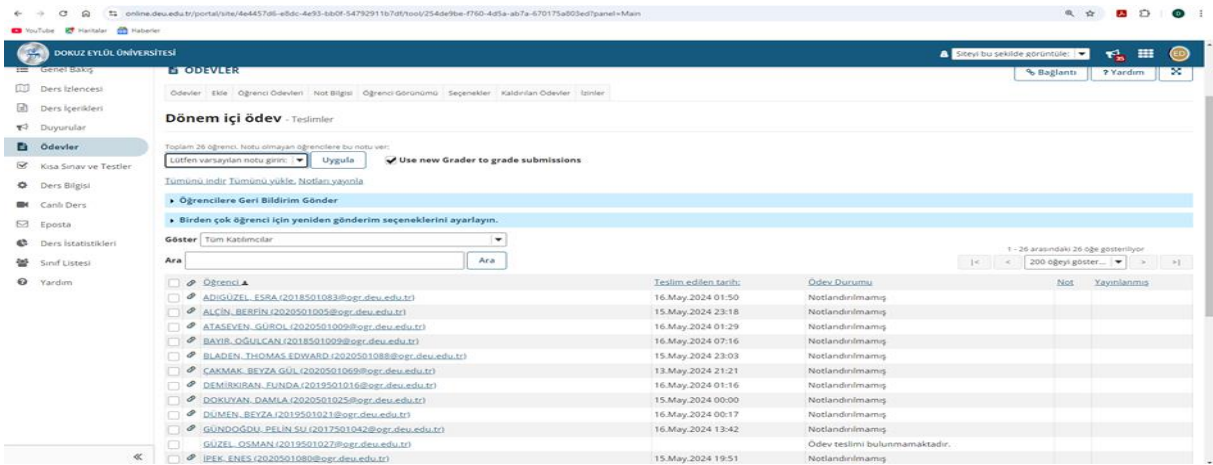 online.deu.edu.tr/portal/site/4e4457d6-e8dc-4e93-bb0f-54792911b7df/tool/254de9be-f760-4d5a-ab7a-670175a803ed?panel=Main
YouTube Haritalar Haberler
DOKUZ EYLÜL ÜNİVERSİTESİ
Siteyi bu şekilde görüntüle:
35
ED
Genel Bakış
Ders İzlencesi
Ders İçerikleri
Duyurular
Ödevler
Kısa Sınav ve Testler
Ders Bilgisi
Canlı Ders
Eposta
Ders İstatistikleri
Sınıf Listesi
Yardım
ÖDEVLER
Bağlantı ? Yardım
Ödevler Ekle Öğrenci Ödevleri Not Bilgisi Öğrenci Görünümü Seçenekler Kaldırılan Ödevler İzinler
Dönem içi ödev - Teslimler
Toplam 26 öğrenci. Notu olmayan öğrencilere bu notu ver:
Lütfen varsayılan notu girin: Uygula Use new Grader to grade submissions
Tümünü indir Tümünü yükle, Notları yayınla
Öğrencilere Geri Bildirim Gönder
Birden çok öğrenci için yeniden gönderim seçeneklerini ayarlayın.
Göster Tüm Katılımcılar
Ara Ara
1 - 26 arasındaki 26 öğe gösteriliyor
|< < 200 öğeyi göster... > >|
Öğrenci Teslim edilen tarih: Ödev Durumu Not Yayınlanmış
ADIGÜZEL, ESRA (2018501083@ogr.deu.edu.tr) 16.May.2024 01:50 Notlandırılmamış
ALÇİN, BERFİN (2020501005@ogr.deu.edu.tr) 15.May.2024 23:18 Notlandırılmamış
ATASEVEN, GÜROL (2020501009@ogr.deu.edu.tr) 16.May.2024 01:29 Notlandırılmamış
BAYIR, OĞULCAN (2018501009@ogr.deu.edu.tr) 16.May.2024 07:16 Notlandırılmamış
BLADEN, THOMAS EDWARD (2020501088@ogr.deu.edu.tr) 15.May.2024 23:03 Notlandırılmamış
ÇAKMAK, BEYZA GÜL (2020501069@ogr.deu.edu.tr) 13.May.2024 21:21 Notlandırılmamış
DEMİRKIRAN, FUNDA (2019501016@ogr.deu.edu.tr) 16.May.2024 01:16 Notlandırılmamış
DOKUYAN, DAMLA (2020501025@ogr.deu.edu.tr) 15.May.2024 00:00 Notlandırılmamış
DÜMEN, BEYZA (2019501021@ogr.deu.edu.tr) 16.May.2024 00:17 Notlandırılmamış
GÜNDOĞDU, PELİN SU (2017501042@ogr.deu.edu.tr) 16.May.2024 13:42 Notlandırılmamış
GÜZEL, OSMAN (2019501027@ogr.deu.edu.tr) Ödev teslimi bulunmamaktadır.
İPEK, ENES (2020501080@ogr.deu.edu.tr) 15.May.2024 19:51 Notlandırılmamış